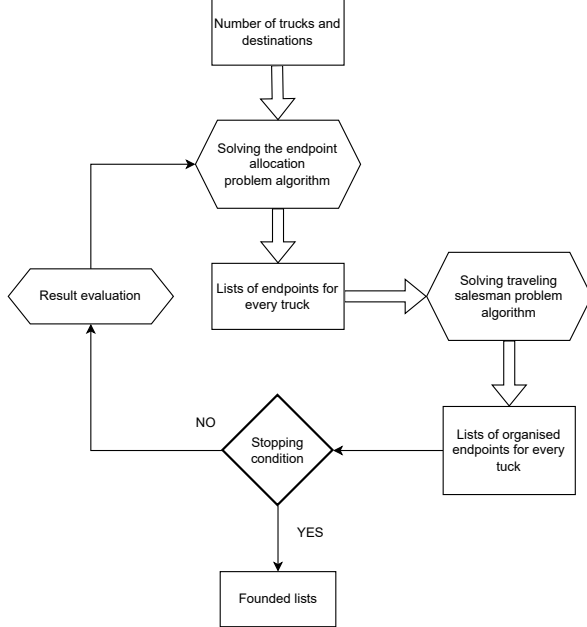 Number of trucks and
destinations
Solving the endpoint
allocation
problem algorithm
Lists of endpoints for
every truck
Solving traveling
salesman problem
algorithm
Result evaluation
Lists of organised
endpoints for every
tuck
Stopping
condition
NO
YES
Founded lists